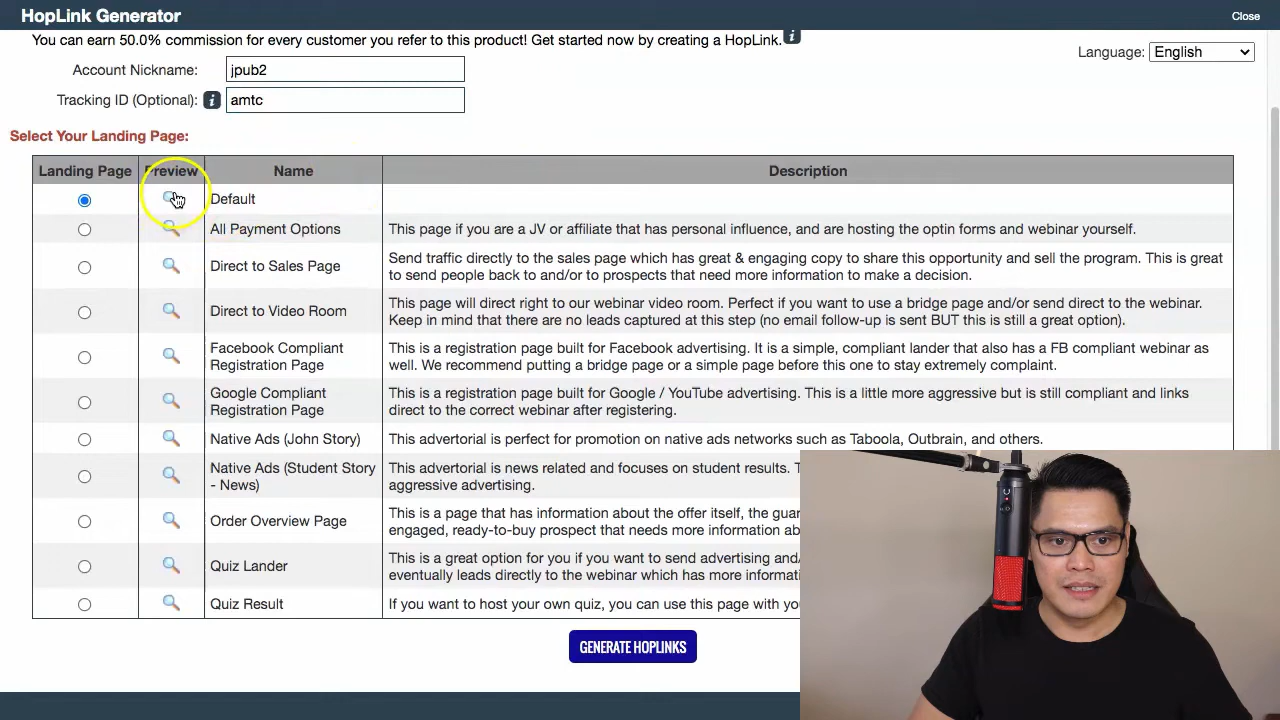 HopLink Generator
Close
You can earn 50.0% commission for every customer you refer to this product! Get started now by creating a HopLink. i
Language: English
Account Nickname: jpub2
Tracking ID (Optional): i amtc
Select Your Landing Page:
Landing Page Preview Name Description
Default
All Payment Options This page if you are a JV or affiliate that has personal influence, and are hosting the optin forms and webinar yourself.
Direct to Sales Page
Send traffic directly to the sales page which has great & engaging copy to share this opportunity and sell the program. This is great
to send people back to and/or to prospects that need more information to make a decision.
Direct to Video Room
This page will direct right to our webinar video room. Perfect if you want to use a bridge page and/or send direct to the webinar.
Keep in mind that there are no leads captured at this step (no email follow-up is sent BUT this is still a great option).
Facebook Compliant
Registration Page
This is a registration page built for Facebook advertising. It is a simple, compliant lander that also has a FB compliant webinar as
well. We recommend putting a bridge page or a simple page before this one to stay extremely complaint.
Google Compliant
Registration Page
This is a registration page built for Google / YouTube advertising. This is a little more aggressive but is still compliant and links
direct to the correct webinar after registering.
Native Ads (John Story) This advertorial is perfect for promotion on native ads networks such as Taboola, Outbrain, and others.
Native Ads (Student Story
- News)
This advertorial is news related and focuses on student results.
aggressive advertising.
Order Overview Page
This is a page that has information about the offer itself, the
engaged, ready-to-buy prospect that needs more information
Quiz Lander
This is a great option for you if you want to send advertising
eventually leads directly to the webinar which has more
Quiz Result If you want to host your own quiz, you can use this page with
GENERATE HOPLINKS